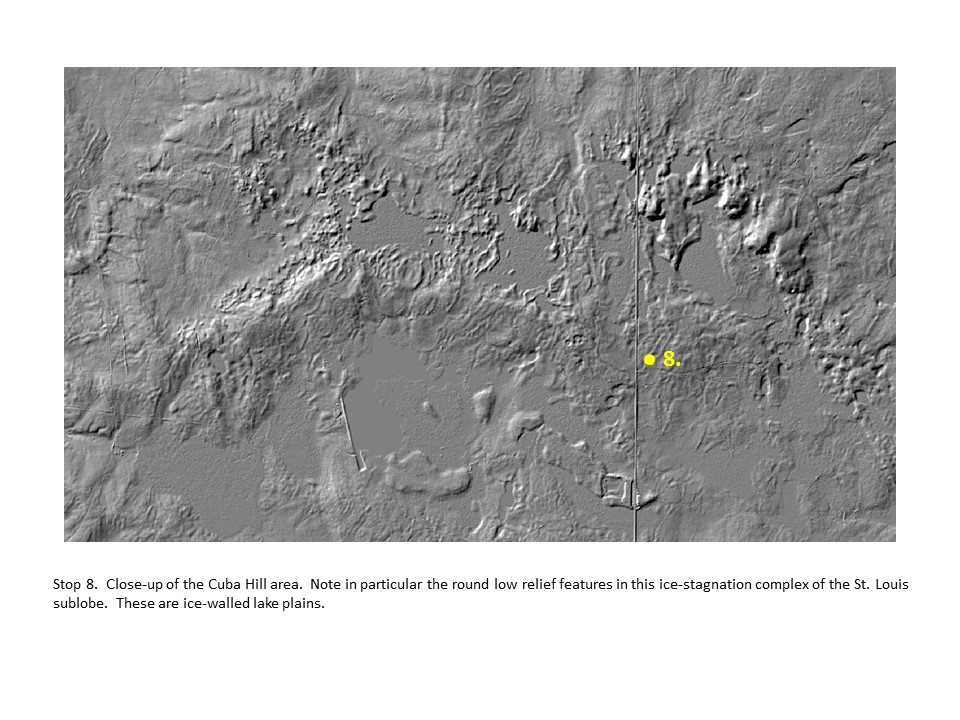 8.
Stop 8.  Close-up of the Cuba Hill area.  Note in particular the round low relief features in this ice-stagnation complex of the St. Louis
sublobe.  These are ice-walled lake plains.